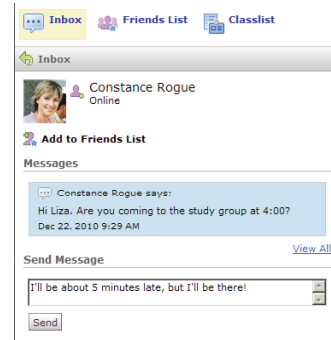 Inbox Friends List Classlist
Inbox
Constance Rogue
Online
Add to Friends List
Messages
Constance Rogue says:
Hi Liza. Are you coming to the study group at 4:00?
Dec 22, 2010 9:29 AM
View All
Send Message
I'll be about 5 minutes late, but I'll be there!
Send